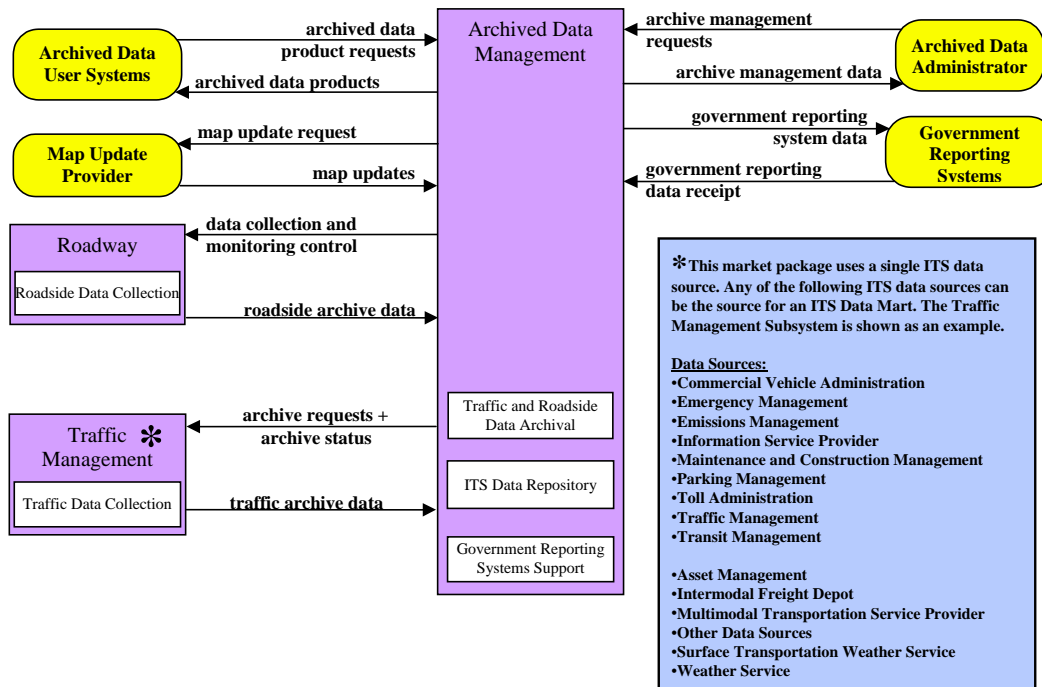 archived data
product requests
Archived Data
User Systems
archived data products
map update request
Map Update
Provider
map updates
data collection and
monitoring control
Roadway
Roadside Data Collection
roadside archive data
archive requests +
archive status
Traffic *
Management
Traffic Data Collection
traffic archive data
Archived Data
Management
Traffic and Roadside
Data Archival
ITS Data Repository
Government Reporting
Systems Support
archive management
requests
Archived Data
Administrator
archive management data
government reporting
system data
Government
Reporting
Systems
government reporting
data receipt
*This market package uses a single ITS data
source. Any of the following ITS data sources can
be the source for an ITS Data Mart. The Traffic
Management Subsystem is shown as an example.
Data Sources:
•Commercial Vehicle Administration
•Emergency Management
•Emissions Management
•Information Service Provider
•Maintenance and Construction Management
•Parking Management
•Toll Administration
•Traffic Management
•Transit Management
•Asset Management
•Intermodal Freight Depot
•Multimodal Transportation Service Provider
•Other Data Sources
•Surface Transportation Weather Service
•Weather Service